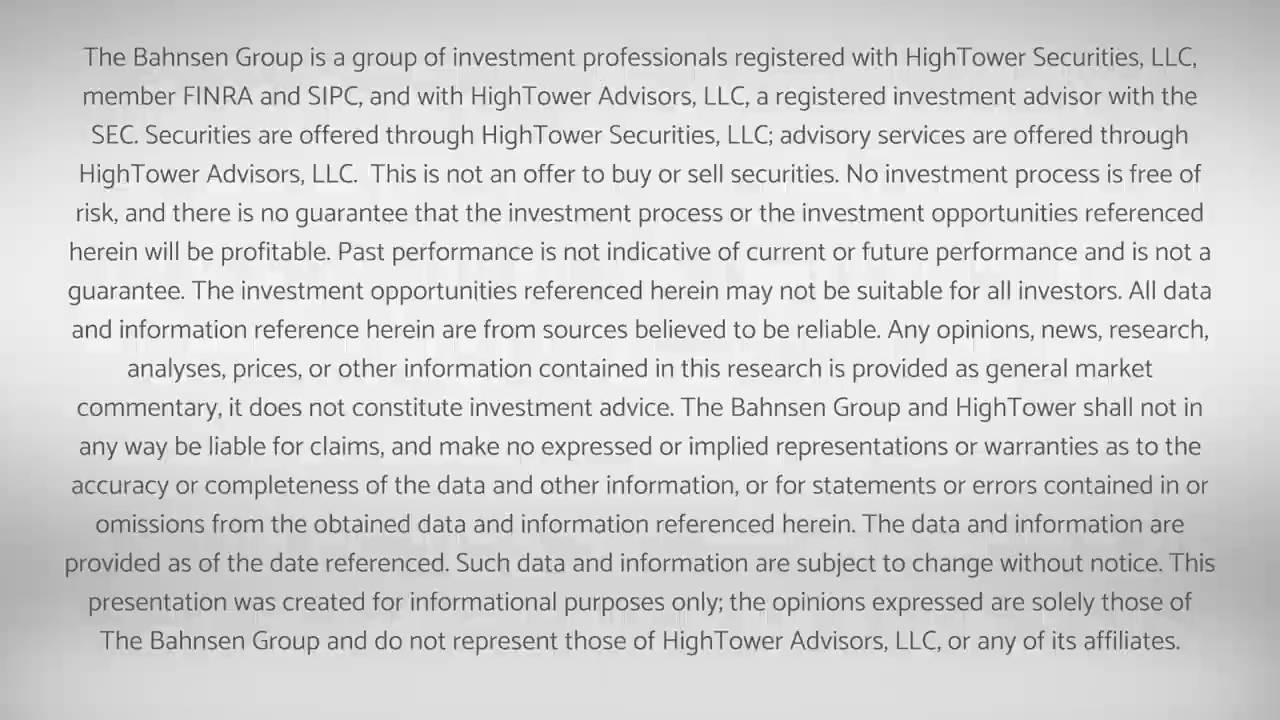 The Bahnsen Group is a group of investment professionals registered with HighTower Securities, LLC,
member FINRA and SIPC, and with HighTower Advisors, LLC, a registered investment advisor with the
SEC. Securities are offered through HighTower Securities, LLC; advisory services are offered through
HighTower Advisors, LLC.  This is not an offer to buy or sell securities. No investment process is free of
risk, and there is no guarantee that the investment process or the investment opportunities referenced
herein will be profitable. Past performance is not indicative of current or future performance and is not a
guarantee. The investment opportunities referenced herein may not be suitable for all investors. All data
and information reference herein are from sources believed to be reliable. Any opinions, news, research,
analyses, prices, or other information contained in this research is provided as general market
commentary, it does not constitute investment advice. The Bahnsen Group and HighTower shall not in
any way be liable for claims, and make no expressed or implied representations or warranties as to the
accuracy or completeness of the data and other information, or for statements or errors contained in or
omissions from the obtained data and information referenced herein. The data and information are
provided as of the date referenced. Such data and information are subject to change without notice. This
presentation was created for informational purposes only; the opinions expressed are solely those of
The Bahnsen Group and do not represent those of HighTower Advisors, LLC, or any of its affiliates.